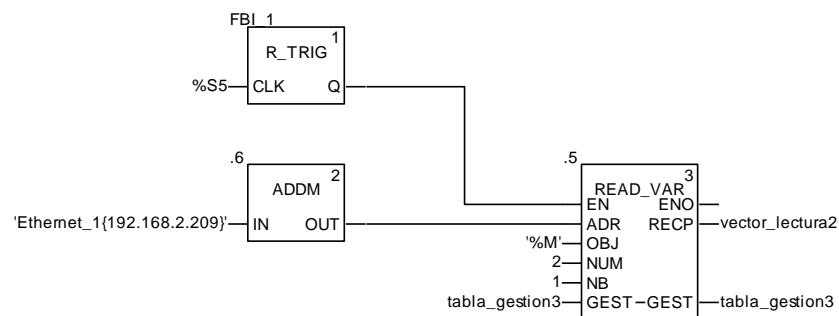 FBI_1
1
R_TRIG
%S5 CLK Q
.6
2
ADDM
'Ethernet_1{192.168.2.209}' IN OUT
.5
3
READ_VAR
EN ENO
ADR RECP vector_lectura2
'%M' OBJ
2 NUM
1 NB
tabla_gestion3 GEST GEST tabla_gestion3